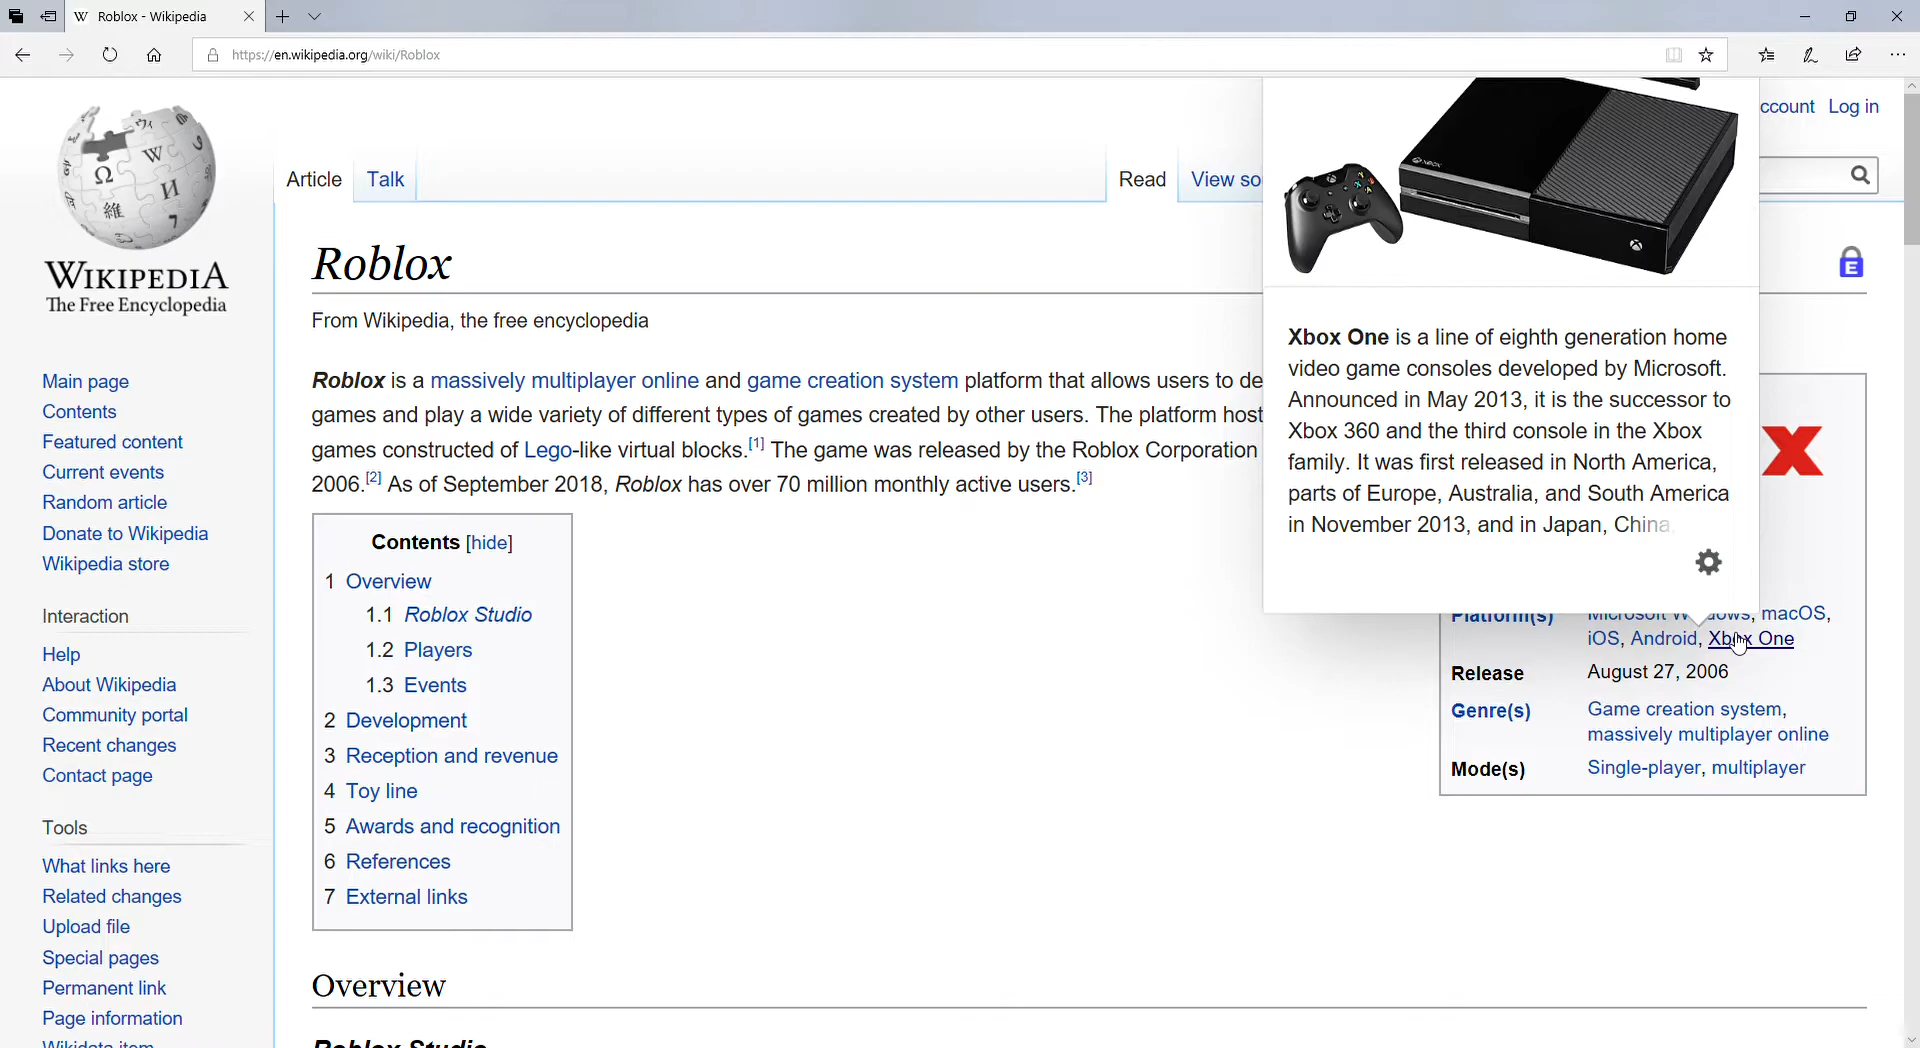 Roblox - Wikipedia
https://en.wikipedia.org/wiki/Roblox
ccount Log in
Article Talk Read View so
WIKIPEDIA
The Free Encyclopedia
Main page
Contents
Featured content
Current events
Random article
Donate to Wikipedia
Wikipedia store
Interaction
Help
About Wikipedia
Community portal
Recent changes
Contact page
Tools
What links here
Related changes
Upload file
Special pages
Permanent link
Page information
Wikidata item
Roblox
From Wikipedia, the free encyclopedia
Roblox is a massively multiplayer online and game creation system platform that allows users to de
games and play a wide variety of different types of games created by other users. The platform host
games constructed of Lego-like virtual blocks.[1] The game was released by the Roblox Corporation
2006.[2] As of September 2018, Roblox has over 70 million monthly active users.[3]
Contents [hide]
1 Overview
1.1 Roblox Studio
1.2 Players
1.3 Events
2 Development
3 Reception and revenue
4 Toy line
5 Awards and recognition
6 References
7 External links
Overview
Roblox Studio
XBOX
Xbox One is a line of eighth generation home
video game consoles developed by Microsoft.
Announced in May 2013, it is the successor to
Xbox 360 and the third console in the Xbox
family. It was first released in North America,
parts of Europe, Australia, and South America
in November 2013, and in Japan, China
E
Platform(s) Microsoft Windows, macOS,
iOS, Android, Xbox One
Release August 27, 2006
Genre(s) Game creation system,
massively multiplayer online
Mode(s) Single-player, multiplayer